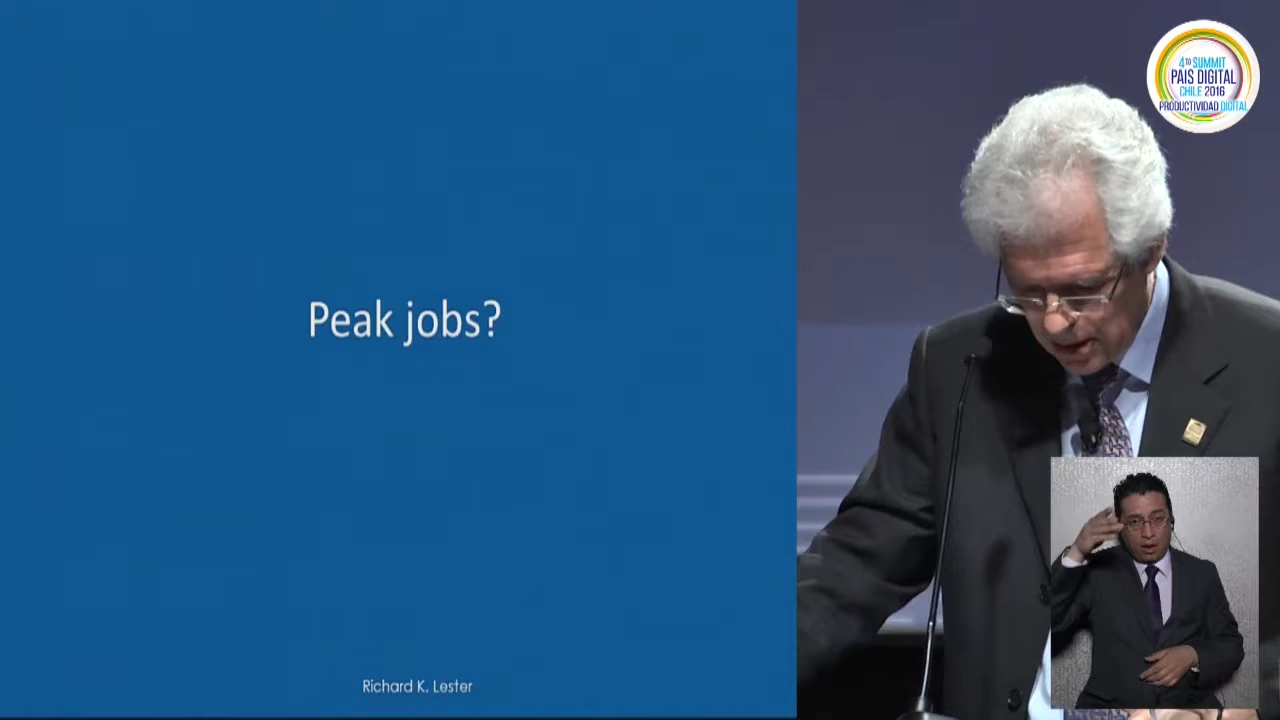 Peak jobs?
Richard K. Lester
4TO SUMMIT
PAIS DIGITAL
CHILE 2016
PRODUCTIVIDAD DIGITAL